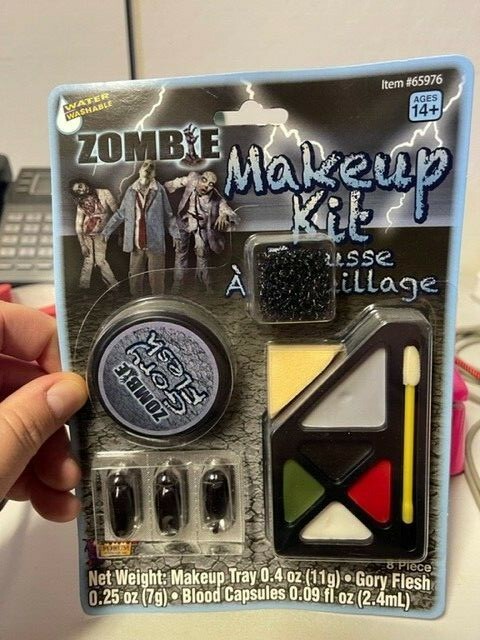 Item #65976
WATER
WASHABLE
AGES
14+
ZOMBIE
Makeup
Kit
usse
À illage
ZOMBIE
Gory
Flesh
FORUM
8 Piece
Net Weight: Makeup Tray 0.4 oz (11g) • Gory Flesh
0.25 oz (7g) • Blood Capsules 0.09 fl oz (2.4mL)